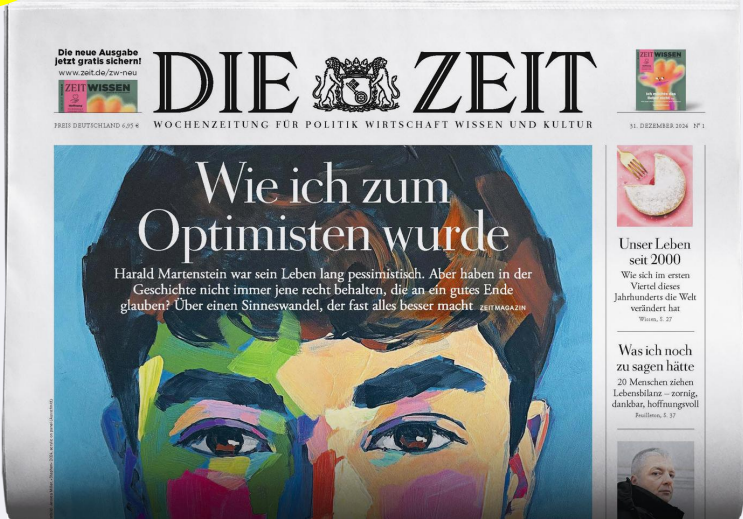 Die neue Ausgabe
jetzt gratis sichern!
www.zeit.de/zw-neu
ZEIT WISSEN
DIE ZEIT
ZEIT WISSEN
PREIS DEUTSCHLAND 6,95 €
WOCHENZEITUNG FÜR POLITIK WIRTSCHAFT WISSEN UND KULTUR
31. DEZEMBER 2024 Nº 1
Wie ich zum
Optimisten wurde
Harald Martenstein war sein Leben lang pessimistisch. Aber haben in der
Geschichte nicht immer jene recht behalten, die an ein gutes Ende
glauben? Über einen Sinneswandel, der fast alles besser macht ZEITMAGAZIN
Unser Leben
seit 2000
Wie sich im ersten
Viertel dieses
Jahrhunderts die Welt
verändert hat
Wissen, S. 27
Was ich noch
zu sagen hätte
20 Menschen ziehen
Lebensbilanz – zornig,
dankbar, hoffnungsvoll
Feuilleton, S. 37